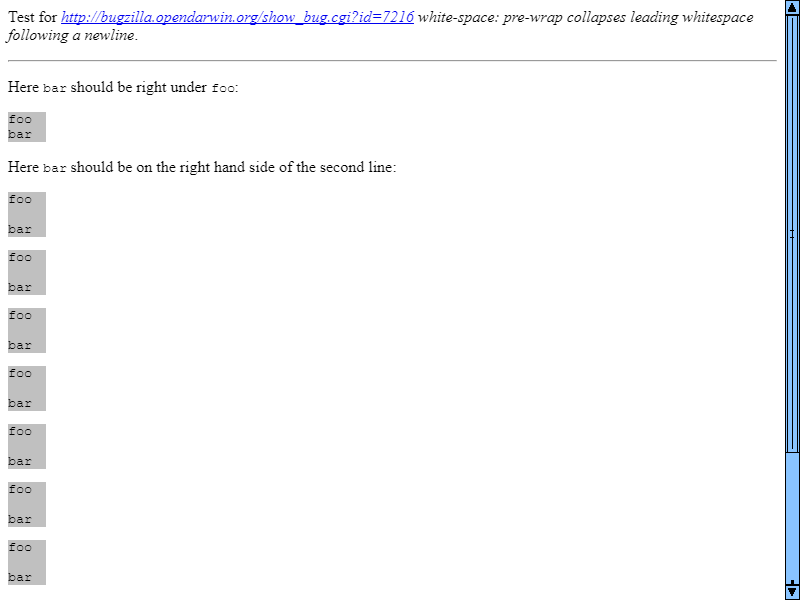 Test for http://bugzilla.opendarwin.org/show_bug.cgi?id=7216 white-space: pre-wrap collapses leading whitespace
following a newline.
Here bar should be right under foo:
foo
bar
Here bar should be on the right hand side of the second line:
foo
bar
foo
bar
foo
bar
foo
bar
foo
bar
foo
bar
foo
bar